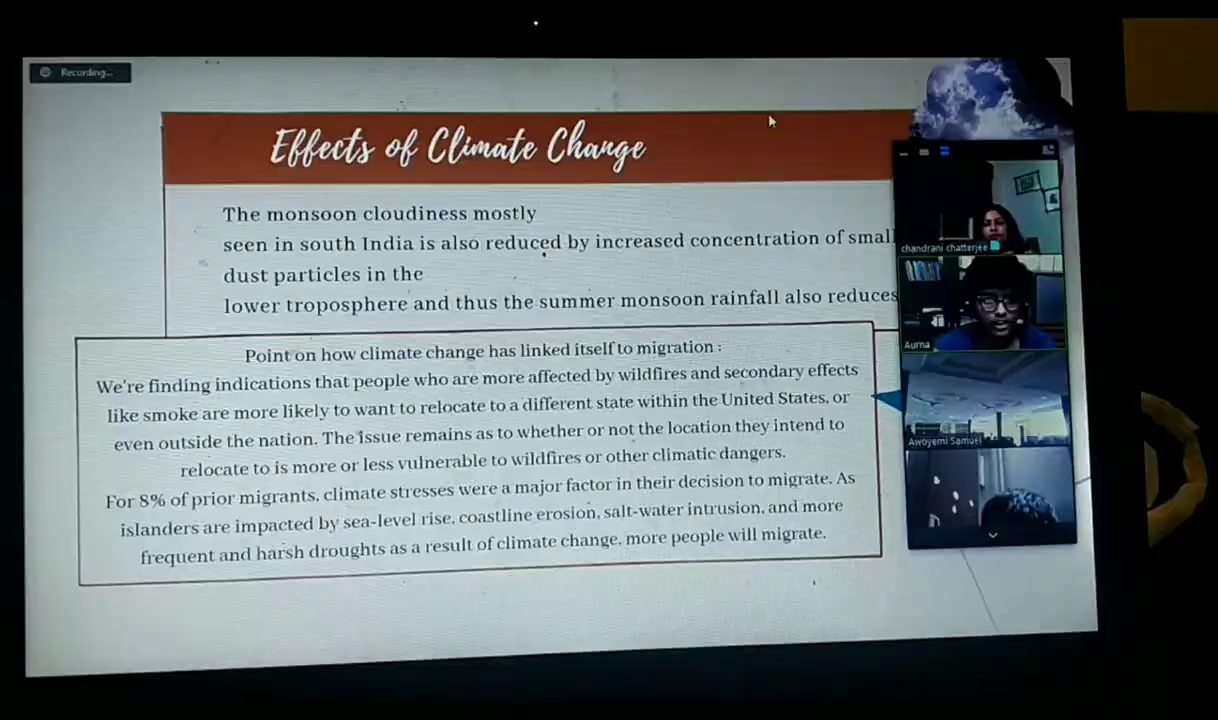 Recording...
Effects of Climate Change
The monsoon cloudiness mostly
seen in south India is also reduced by increased concentration of small
dust particles in the
lower troposphere and thus the summer monsoon rainfall also reduces
Point on how climate change has linked itself to migration :
We're finding indications that people who are more affected by wildfires and secondary effects
like smoke are more likely to want to relocate to a different state within the United States, or
even outside the nation. The issue remains as to whether or not the location they intend to
relocate to is more or less vulnerable to wildfires or other climatic dangers.
For 8% of prior migrants, climate stresses were a major factor in their decision to migrate. As
islanders are impacted by sea-level rise, coastline erosion, salt-water intrusion, and more
frequent and harsh droughts as a result of climate change, more people will migrate.
chandrani chatterjee
Auma
Awoyemi Samuel